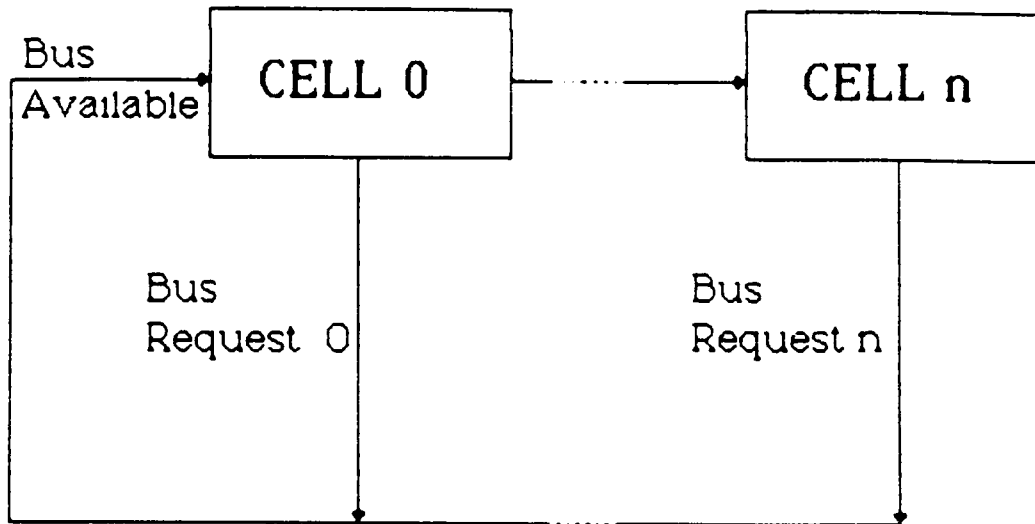 Bus
Available
CELL 0
CELL n
Bus
Request 0
Bus
Request n